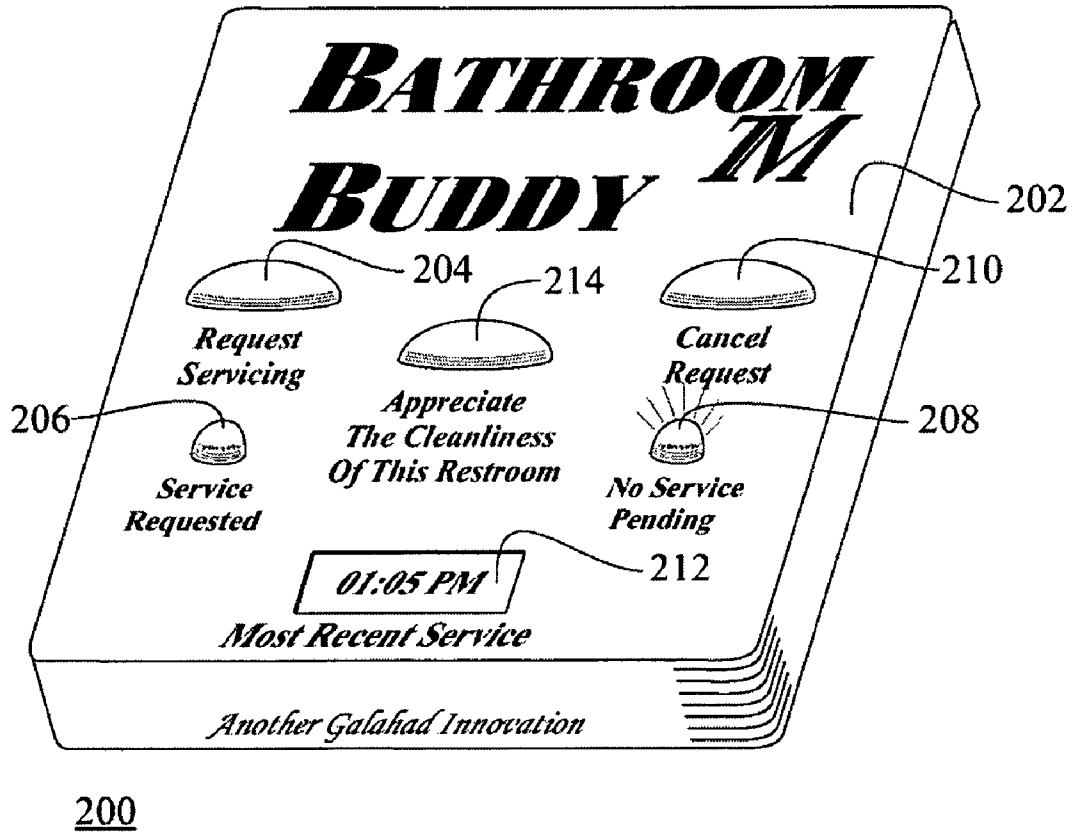 BATHROOM
TM
BUDDY
202
204
214
210
Request
Servicing
Cancel
Request
Appreciate
The Cleanliness
Of This Restroom
206
208
Service
Requested
No Service
Pending
01:05 PM
212
Most Recent Service
Another Galahad Innovation
200